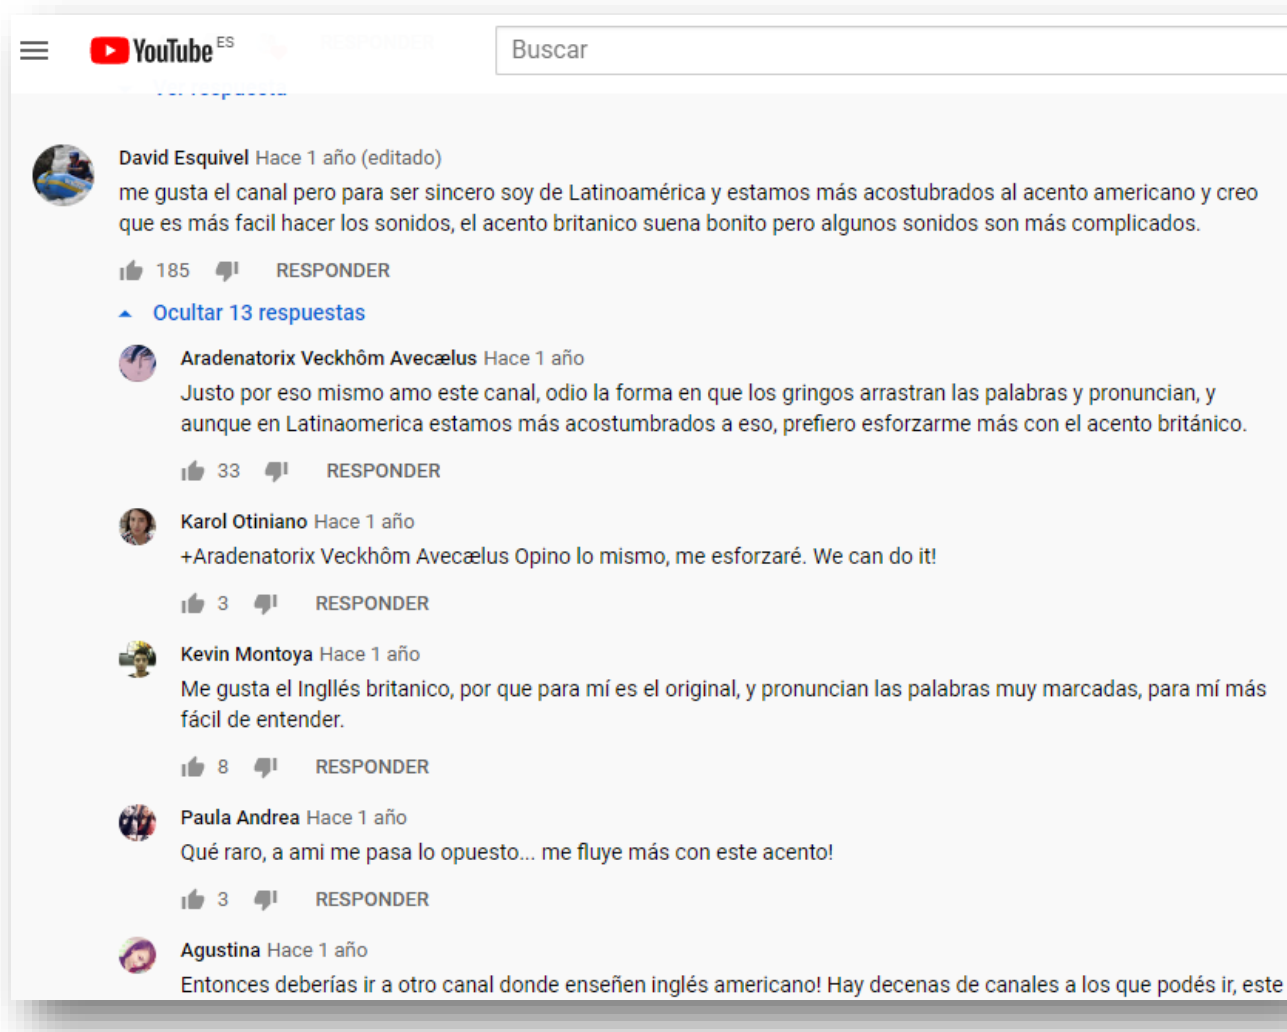 YouTube ES
Buscar
RESPONDER
Ver respuesta
David Esquivel Hace 1 año (editado)
me gusta el canal pero para ser sincero soy de Latinoamérica y estamos más acostubrados al acento americano y creo
que es más facil hacer los sonidos, el acento britanico suena bonito pero algunos sonidos son más complicados.
185 RESPONDER
Ocultar 13 respuestas
Aradenatorix Veckhôm Avecælus Hace 1 año
Justo por eso mismo amo este canal, odio la forma en que los gringos arrastran las palabras y pronuncian, y
aunque en Latinaomerica estamos más acostumbrados a eso, prefiero esforzarme más con el acento británico.
33 RESPONDER
Karol Otiniano Hace 1 año
+Aradenatorix Veckhôm Avecælus Opino lo mismo, me esforzaré. We can do it!
3 RESPONDER
Kevin Montoya Hace 1 año
Me gusta el Ingllés britanico, por que para mí es el original, y pronuncian las palabras muy marcadas, para mí más
fácil de entender.
8 RESPONDER
Paula Andrea Hace 1 año
Qué raro, a ami me pasa lo opuesto... me fluye más con este acento!
3 RESPONDER
Agustina Hace 1 año
Entonces deberías ir a otro canal donde enseñen inglés americano! Hay decenas de canales a los que podés ir, este